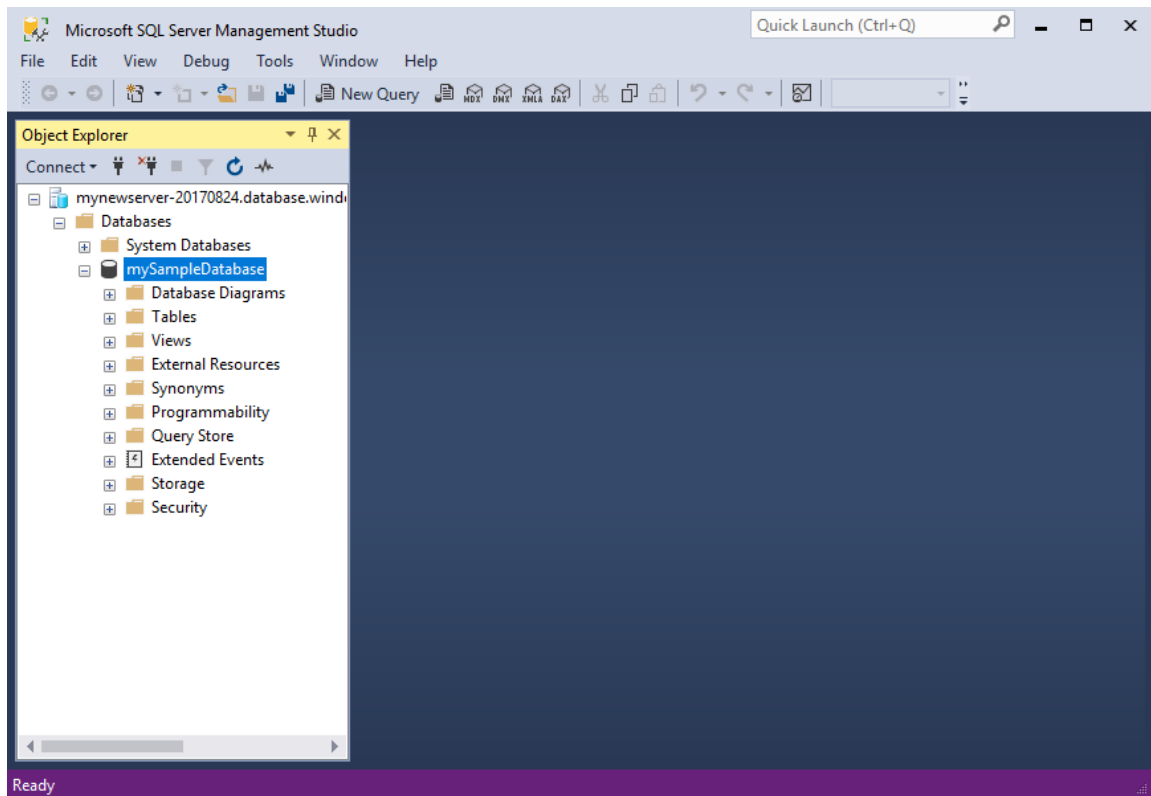 Microsoft SQL Server Management Studio
Quick Launch (Ctrl+Q)
File Edit View Debug Tools Window Help
New Query MDX DMX XMLA DAX
Object Explorer
Connect
mynewserver-20170824.database.wind
Databases
System Databases
mySampleDatabase
Database Diagrams
Tables
Views
External Resources
Synonyms
Programmability
Query Store
Extended Events
Storage
Security
Ready